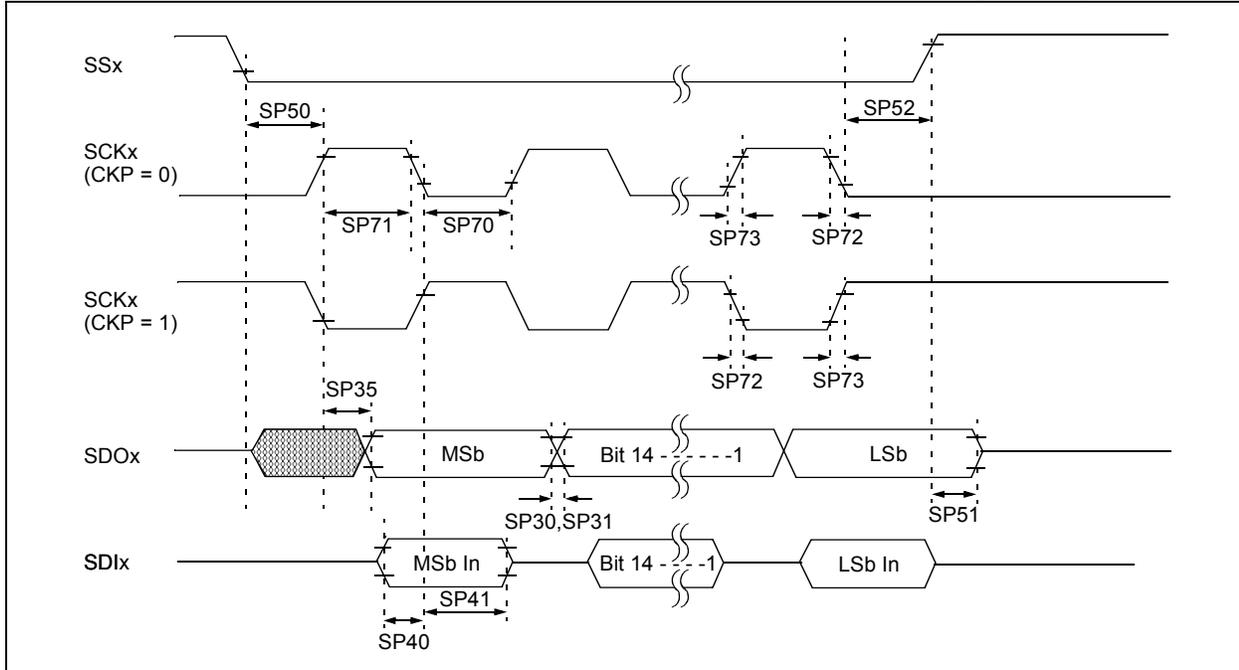 SSx
SP50
SP52
SCKx
(CKP = 0)
SP71
SP70
SP73
SP72
SCKx
(CKP = 1)
SP72
SP73
SP35
SDOx
MSb
Bit 14 - - - - - -1
LSb
SP30,SP31
SP51
SDIx
MSb In
Bit 14 - - - -1
LSb In
SP41
SP40